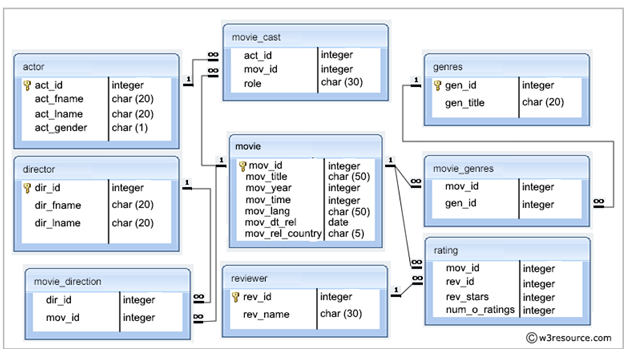 actor
act_id integer
act_fname char (20)
act_lname char (20)
act_gender char (1)
movie_cast
act_id integer
mov_id integer
role char (30)
genres
gen_id integer
gen_title char (20)
director
dir_id integer
dir_fname char (20)
dir_lname char (20)
movie
mov_id integer
mov_title char (50)
mov_year integer
mov_time integer
mov_lang char (50)
mov_dt_rel date
mov_rel_country char (5)
movie_genres
mov_id integer
gen_id integer
movie_direction
dir_id integer
mov_id integer
reviewer
rev_id integer
rev_name char (30)
rating
mov_id integer
rev_id integer
rev_stars integer
num_o_ratings integer
1 ∞
∞
1
1
1
1
∞
∞
∞
∞
∞
1 ∞
© w3resource.com